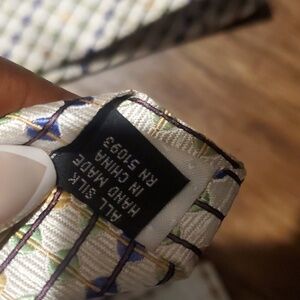 ALL SILK
HAND MADE
IN CHINA
RN 51093